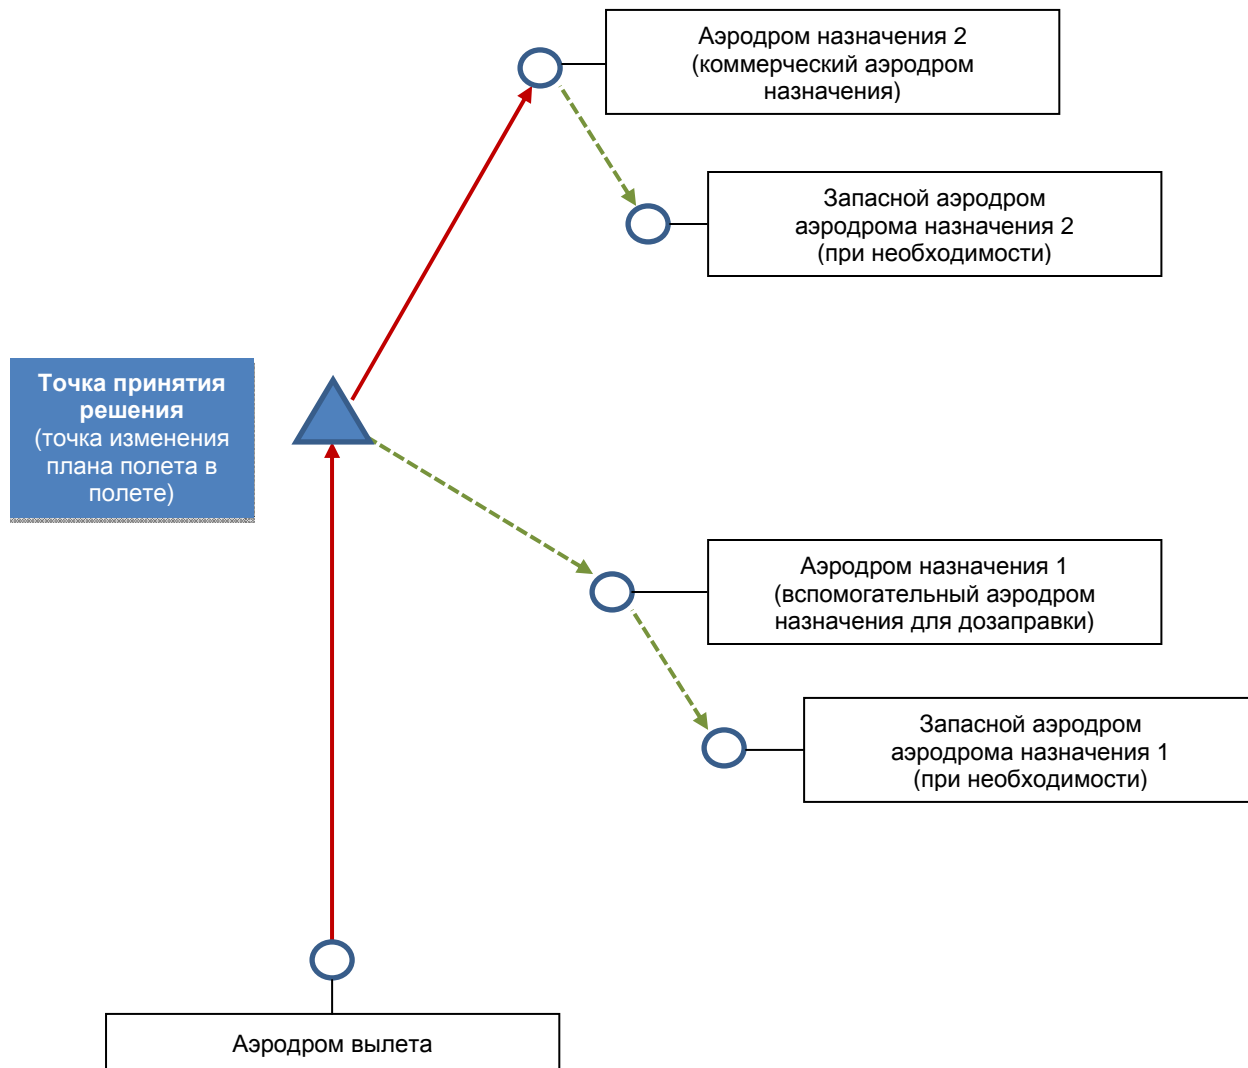 Аэродром назначения 2
(коммерческий аэродром
назначения)
Запасной аэродром
аэродрома назначения 2
(при необходимости)
Точка принятия
решения
(точка изменения
плана полета в
полете)
Аэродром назначения 1
(вспомогательный аэродром
назначения для дозаправки)
Запасной аэродром
аэродрома назначения 1
(при необходимости)
Аэродром вылета